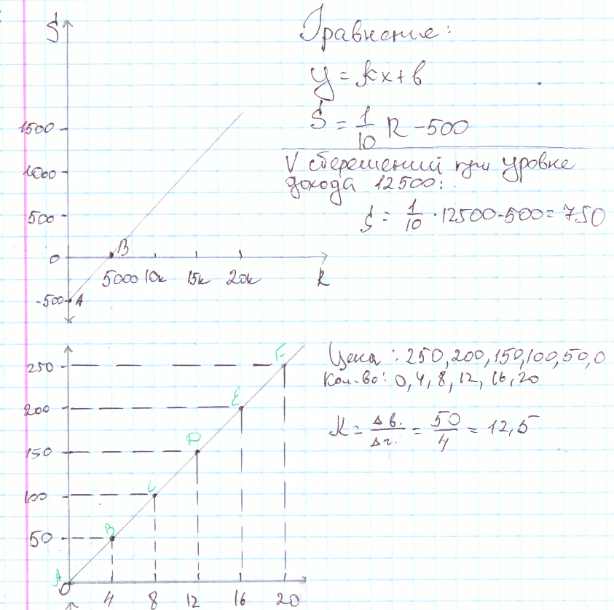 S
1500
1000
500
0
-500
A
B
5000 10к 15к 20к
R
Уравнение:
y = kx + b
S = 1/10 R - 500
V сбережений при уровне
дохода 12500:
S = 1/10 · 12500 - 500 = 750
250
200
150
100
50
0
A
B
C
D
E
F
4 8 12 16 20
Цена: 250, 200, 150, 100, 50, 0
Кол-во: 0, 4, 8, 12, 16, 20
K = Δв./Δг. = 50/4 = 12,5